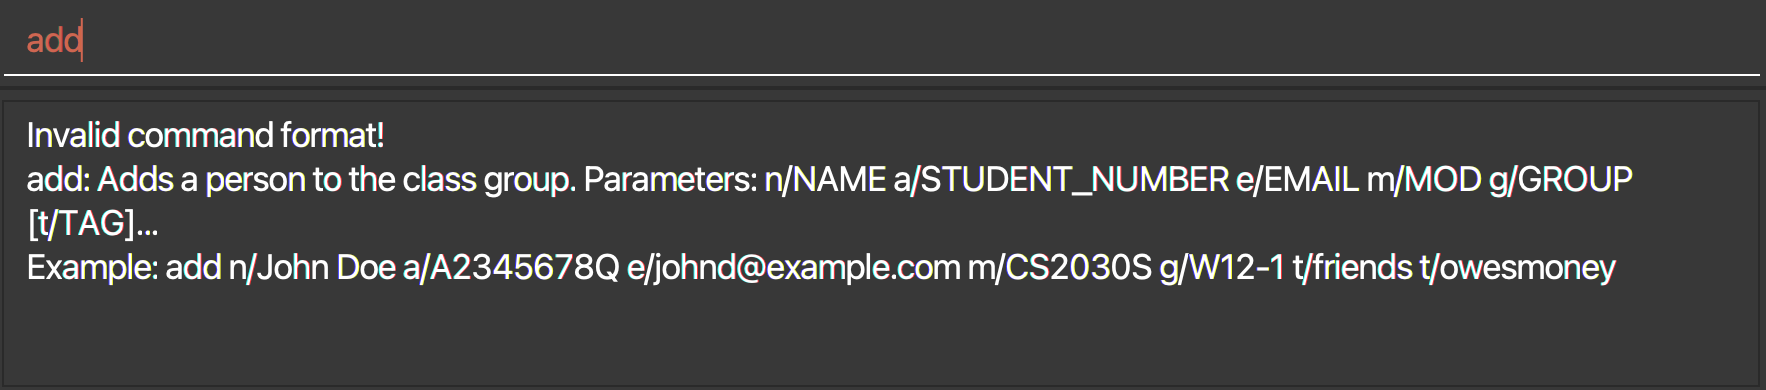 add
Invalid command format!
add: Adds a person to the class group. Parameters: n/NAME a/STUDENT_NUMBER e/EMAIL m/MOD g/GROUP
[t/TAG]...
Example: add n/John Doe a/A2345678Q e/johnd@example.com m/CS2030S g/W12-1 t/friends t/owesmoney